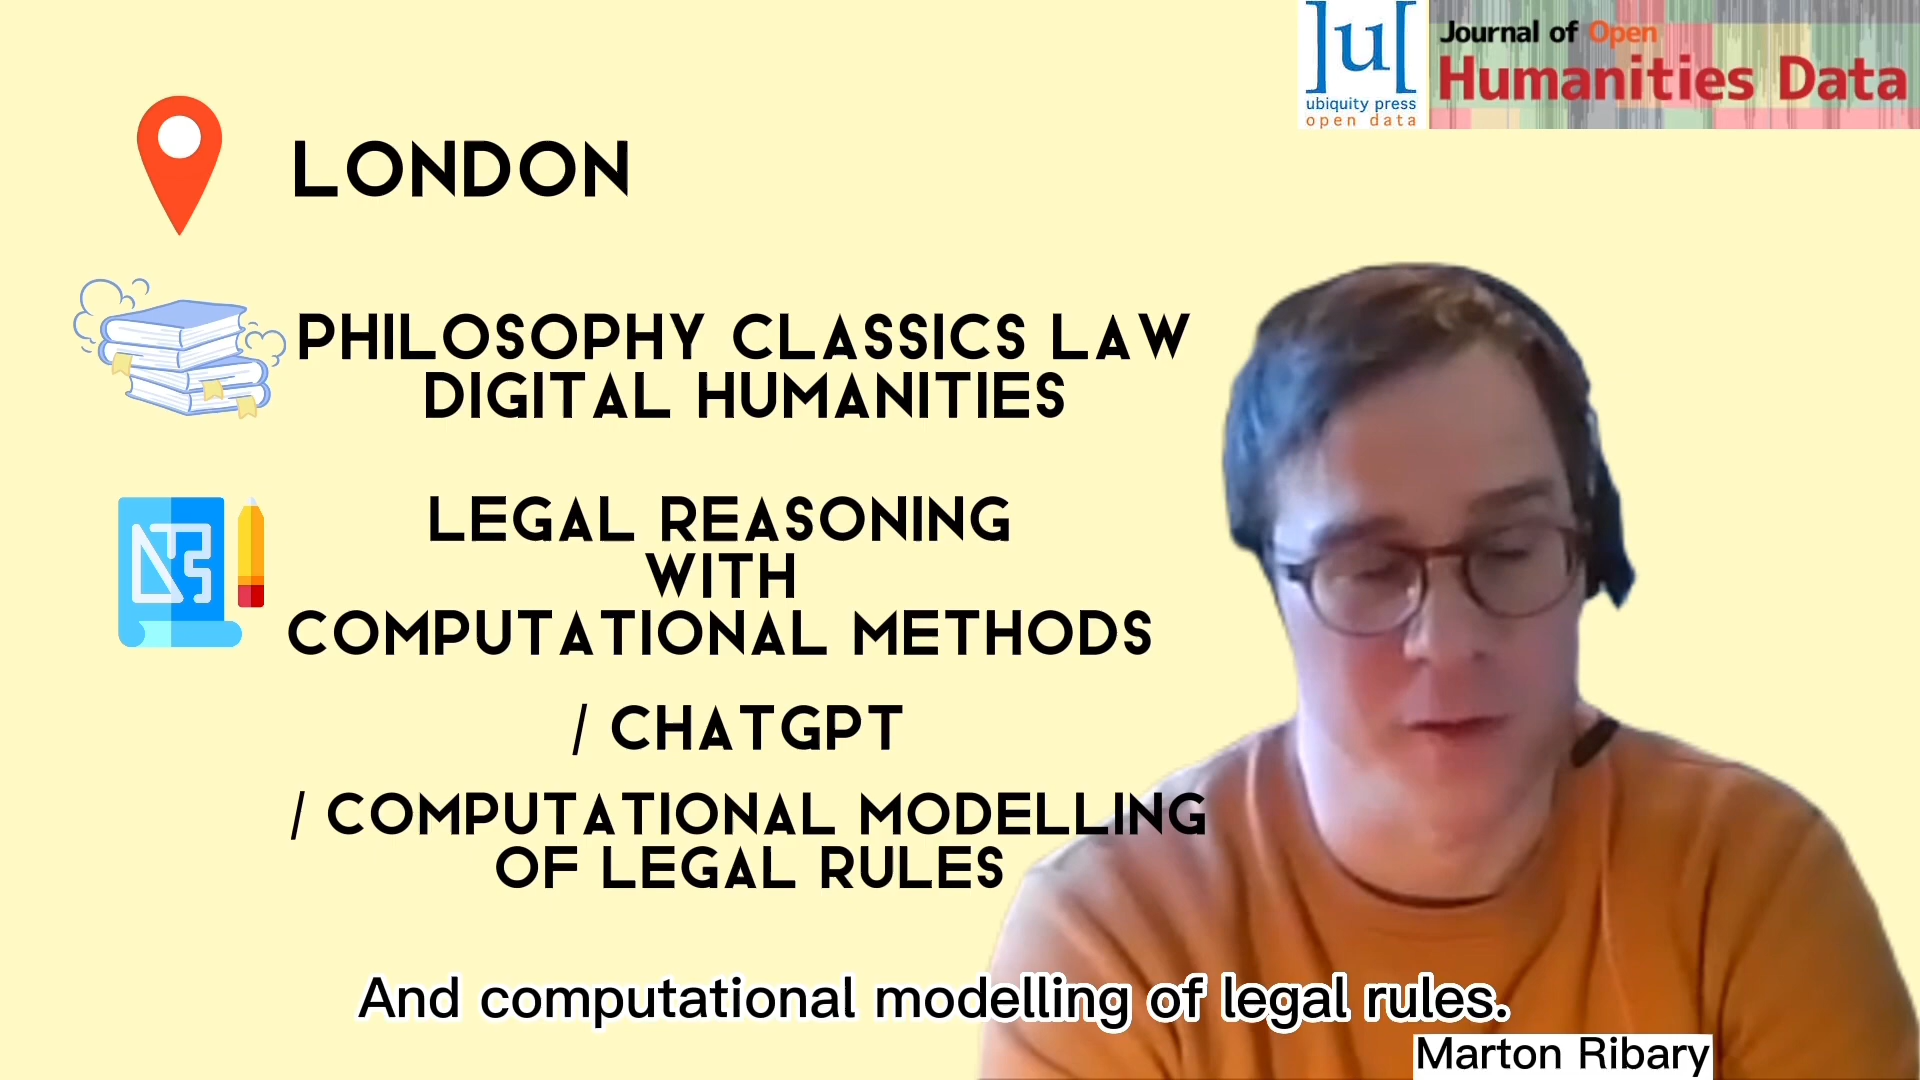 ]u[
ubiquity press
open data
Journal of Open
Humanities Data
LONDON
PHILOSOPHY CLASSICS LAW
DIGITAL HUMANITIES
LEGAL REASONING
WITH
COMPUTATIONAL METHODS
/ CHATGPT
/ COMPUTATIONAL MODELLING
OF LEGAL RULES
And computational modelling of legal rules.
Marton Ribary